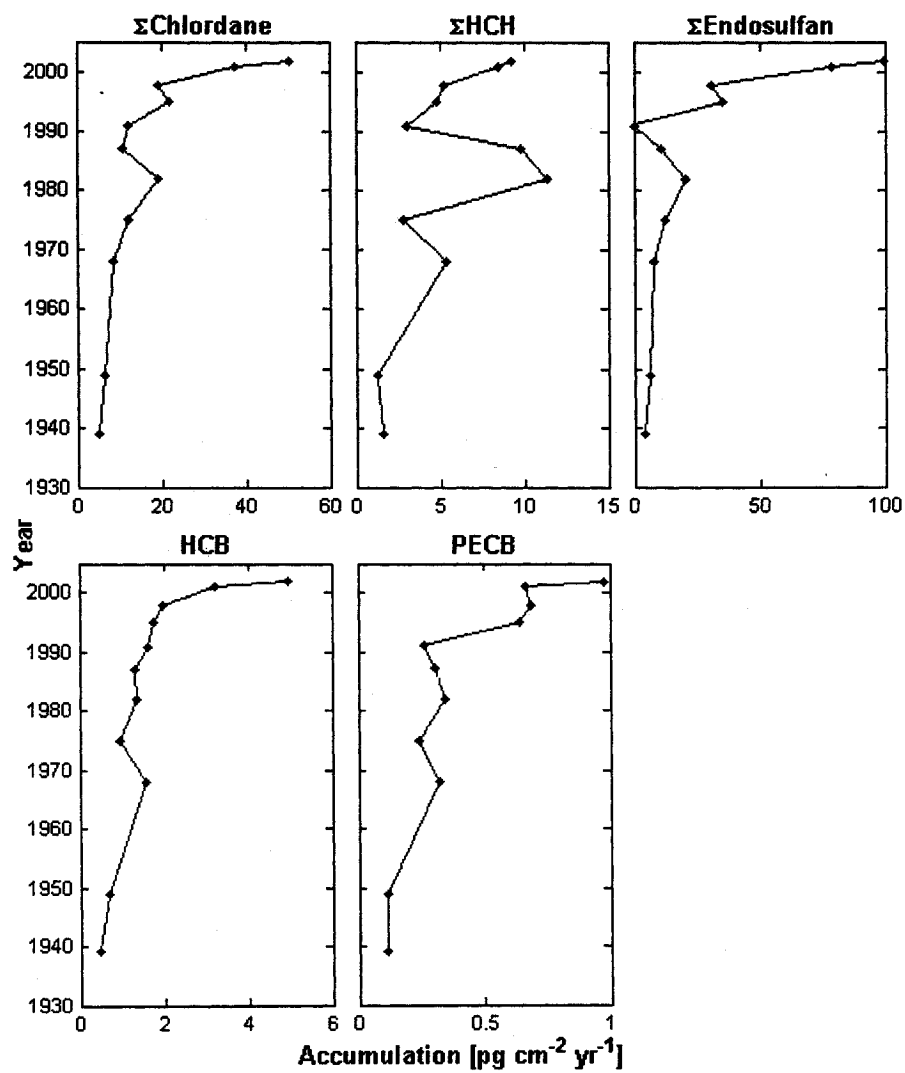 ΣChlordane ΣHCH ΣEndosulfan
2000
1990
1980
1970
1960
1950
1940
1930
0 20 40 60 0 5 10 15 0 50 100
Year
HCB PECB
2000
1990
1980
1970
1960
1950
1940
1930
0 2 4 6 0 0.5 1
Accumulation [pg cm⁻² yr⁻¹]